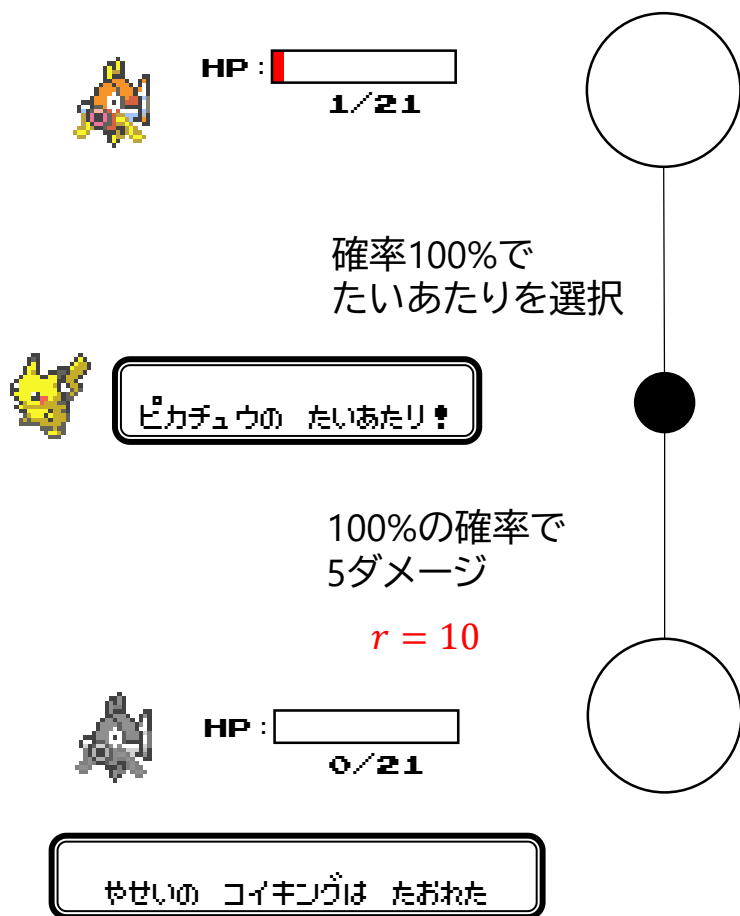 HP :
1/21
確率100%で
たいあたりを選択
ピカチュウの たいあたり!
100%の確率で
5ダメージ
r = 10
HP :
0/21
やせいの コイキングは たおれた